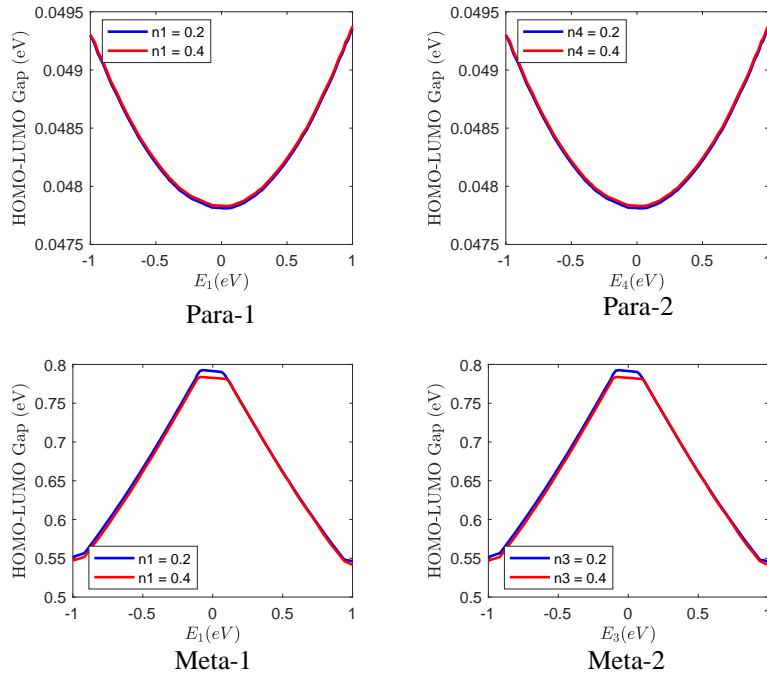 0.0495
0.049
0.0485
0.048
0.0475
HOMO-LUMO Gap (eV)
n1 = 0.2
n1 = 0.4
-1 -0.5 0 0.5 1
E1(eV)
Para-1
0.0495
0.049
0.0485
0.048
0.0475
HOMO-LUMO Gap (eV)
n4 = 0.2
n4 = 0.4
-1 -0.5 0 0.5 1
E4(eV)
Para-2
0.8
0.7
0.65
0.6
0.55
0.5
HOMO-LUMO Gap (eV)
n1 = 0.2
n1 = 0.4
-1 -0.5 0 0.5 1
E1(eV)
Meta-1
0.8
0.7
0.65
0.6
0.55
0.5
HOMO-LUMO Gap (eV)
n3 = 0.2
n3 = 0.4
-1 -0.5 0 0.5 1
E3(eV)
Meta-2